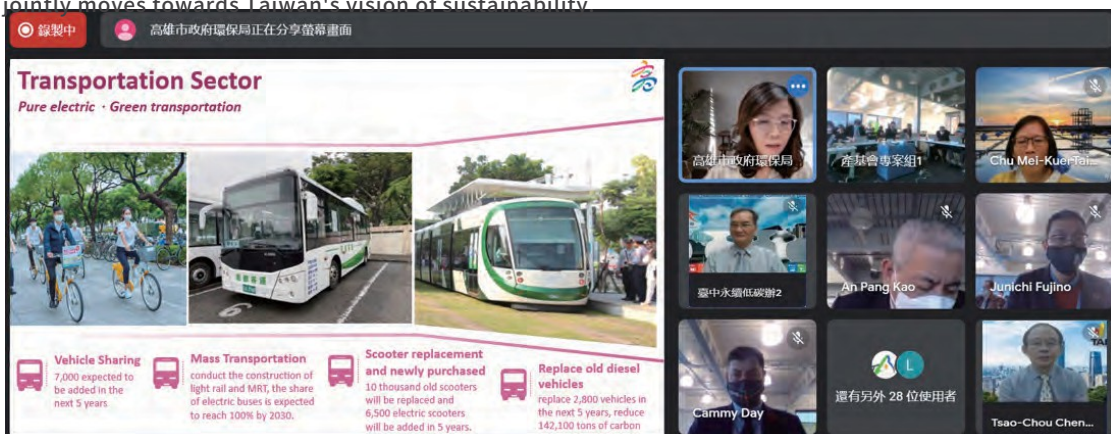 jointly moves towards Taiwan's vision of sustainability.
錄製中
高雄市政府環保局正在分享螢幕畫面
Transportation Sector
Pure electric · Green transportation
Vehicle Sharing
7,000 expected to
be added in the
next 5 years
Mass Transportation
conduct the construction of
light rail and MRT, the share
of electric buses is expected
to reach 100% by 2030.
Scooter replacement
and newly purchased
10 thousand old scooters
will be replaced and
6,500 electric scooters
will be added in 5 years.
Replace old diesel
vehicles
replace 2,800 vehicles in
the next 5 years, reduce
142,100 tons of carbon
高雄市政府環保局
產基會專案組1
Chu Mei-Kuer Tai...
臺中永續低碳辦2
An Pang Kao
Junichi Fujino
Cammy Day
L
還有另外 28 位使用者
Tsao-Chou Chen...